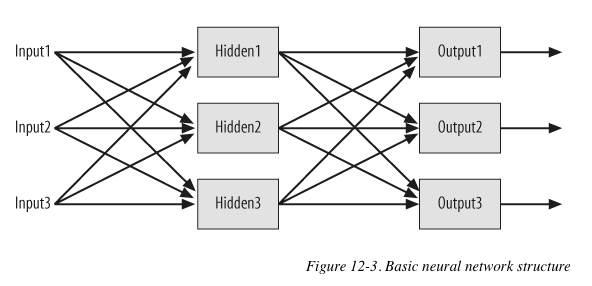 Input1 Hidden1 Output1
Input2 Hidden2 Output2
Input3 Hidden3 Output3
Figure 12-3. Basic neural network structure